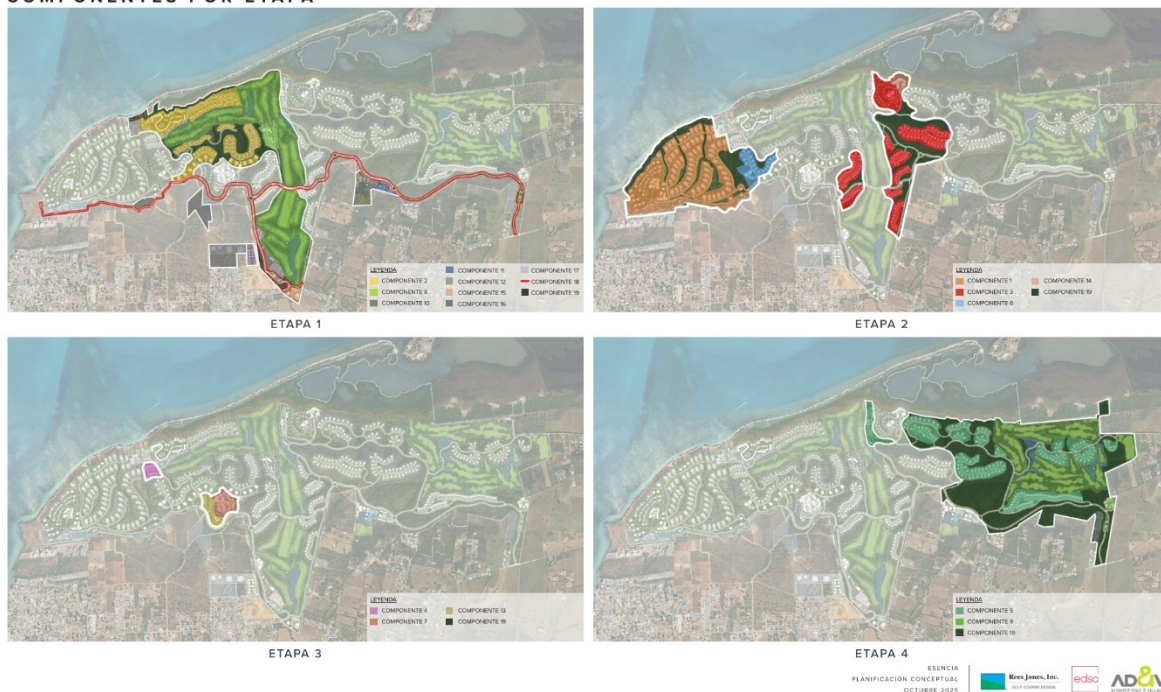 COMPONENTES POR ETAPA
LEYENDA
COMPONENTE 2
COMPONENTE 8
COMPONENTE 10
COMPONENTE 11
COMPONENTE 12
COMPONENTE 15
COMPONENTE 16
COMPONENTE 17
COMPONENTE 18
COMPONENTE 19
ETAPA 1
LEYENDA
COMPONENTE 1
COMPONENTE 3
COMPONENTE 6
COMPONENTE 14
COMPONENTE 19
ETAPA 2
LEYENDA
COMPONENTE 4
COMPONENTE 7
COMPONENTE 13
COMPONENTE 19
ETAPA 3
LEYENDA
COMPONENTE 5
COMPONENTE 9
COMPONENTE 19
ETAPA 4
ESENCIA
PLANIFICACIÓN CONCEPTUAL
OCTUBRE 2025
Rees Jones, Inc.
GOLF COURSE DESIGN
edsa
AD&V